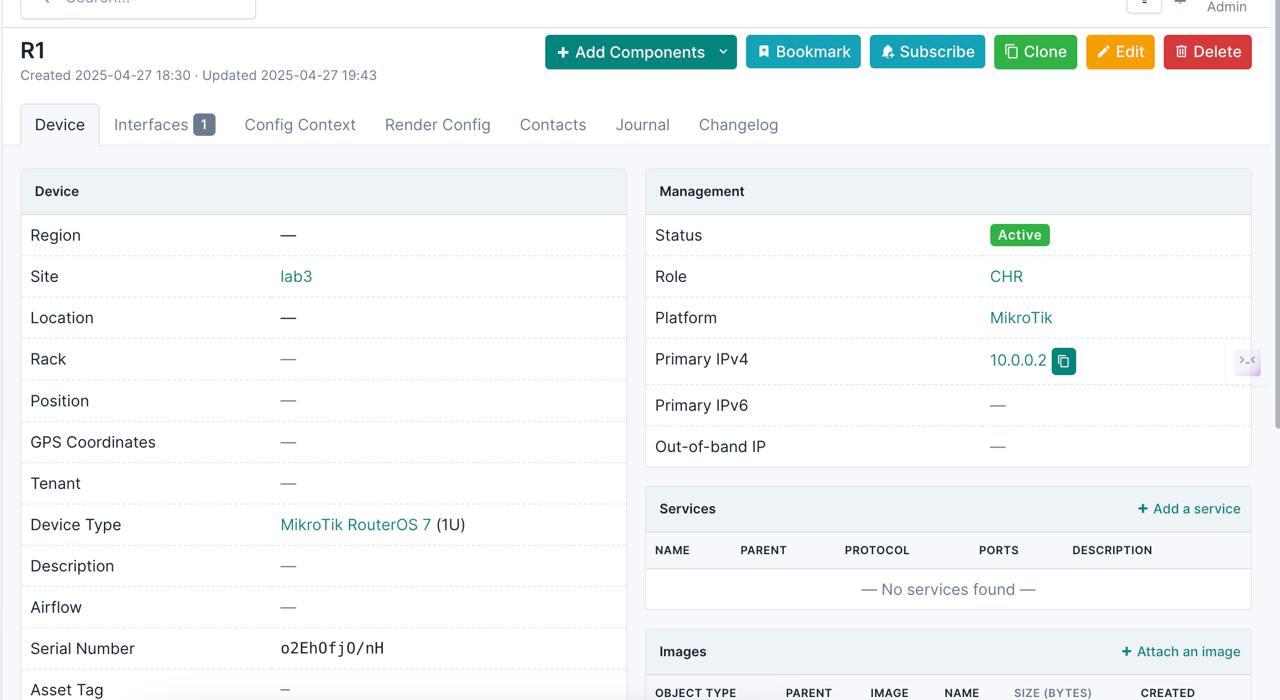 Search...
Admin
R1
Created 2025-04-27 18:30 · Updated 2025-04-27 19:43
+ Add Components
Bookmark
Subscribe
Clone
Edit
Delete
Device
Interfaces 1
Config Context
Render Config
Contacts
Journal
Changelog
Device
Region —
Site lab3
Location —
Rack —
Position —
GPS Coordinates —
Tenant —
Device Type MikroTik RouterOS 7 (1U)
Description —
Airflow —
Serial Number o2EhOfjO/nH
Asset Tag —
Management
Status Active
Role CHR
Platform MikroTik
Primary IPv4 10.0.0.2
Primary IPv6 —
Out-of-band IP —
Services + Add a service
NAME PARENT PROTOCOL PORTS DESCRIPTION
— No services found —
Images + Attach an image
OBJECT TYPE PARENT IMAGE NAME SIZE (BYTES) CREATED